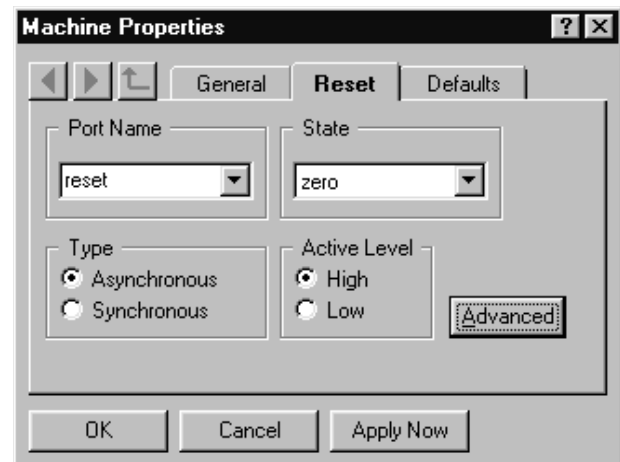 Machine Properties
General Reset Defaults
Port Name State
reset zero
Type Active Level
Asynchronous High
Synchronous Low
Advanced
OK Cancel Apply Now